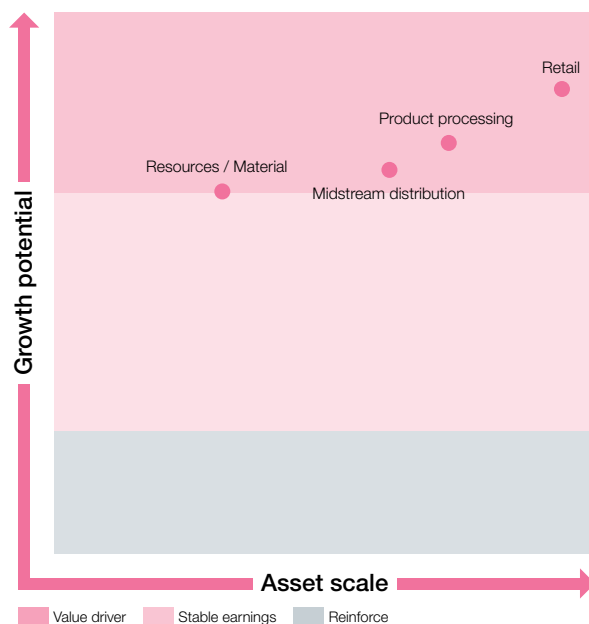 Retail
Product processing
Resources / Material
Midstream distribution
Growth potential
Asset scale
Value driver
Stable earnings
Reinforce